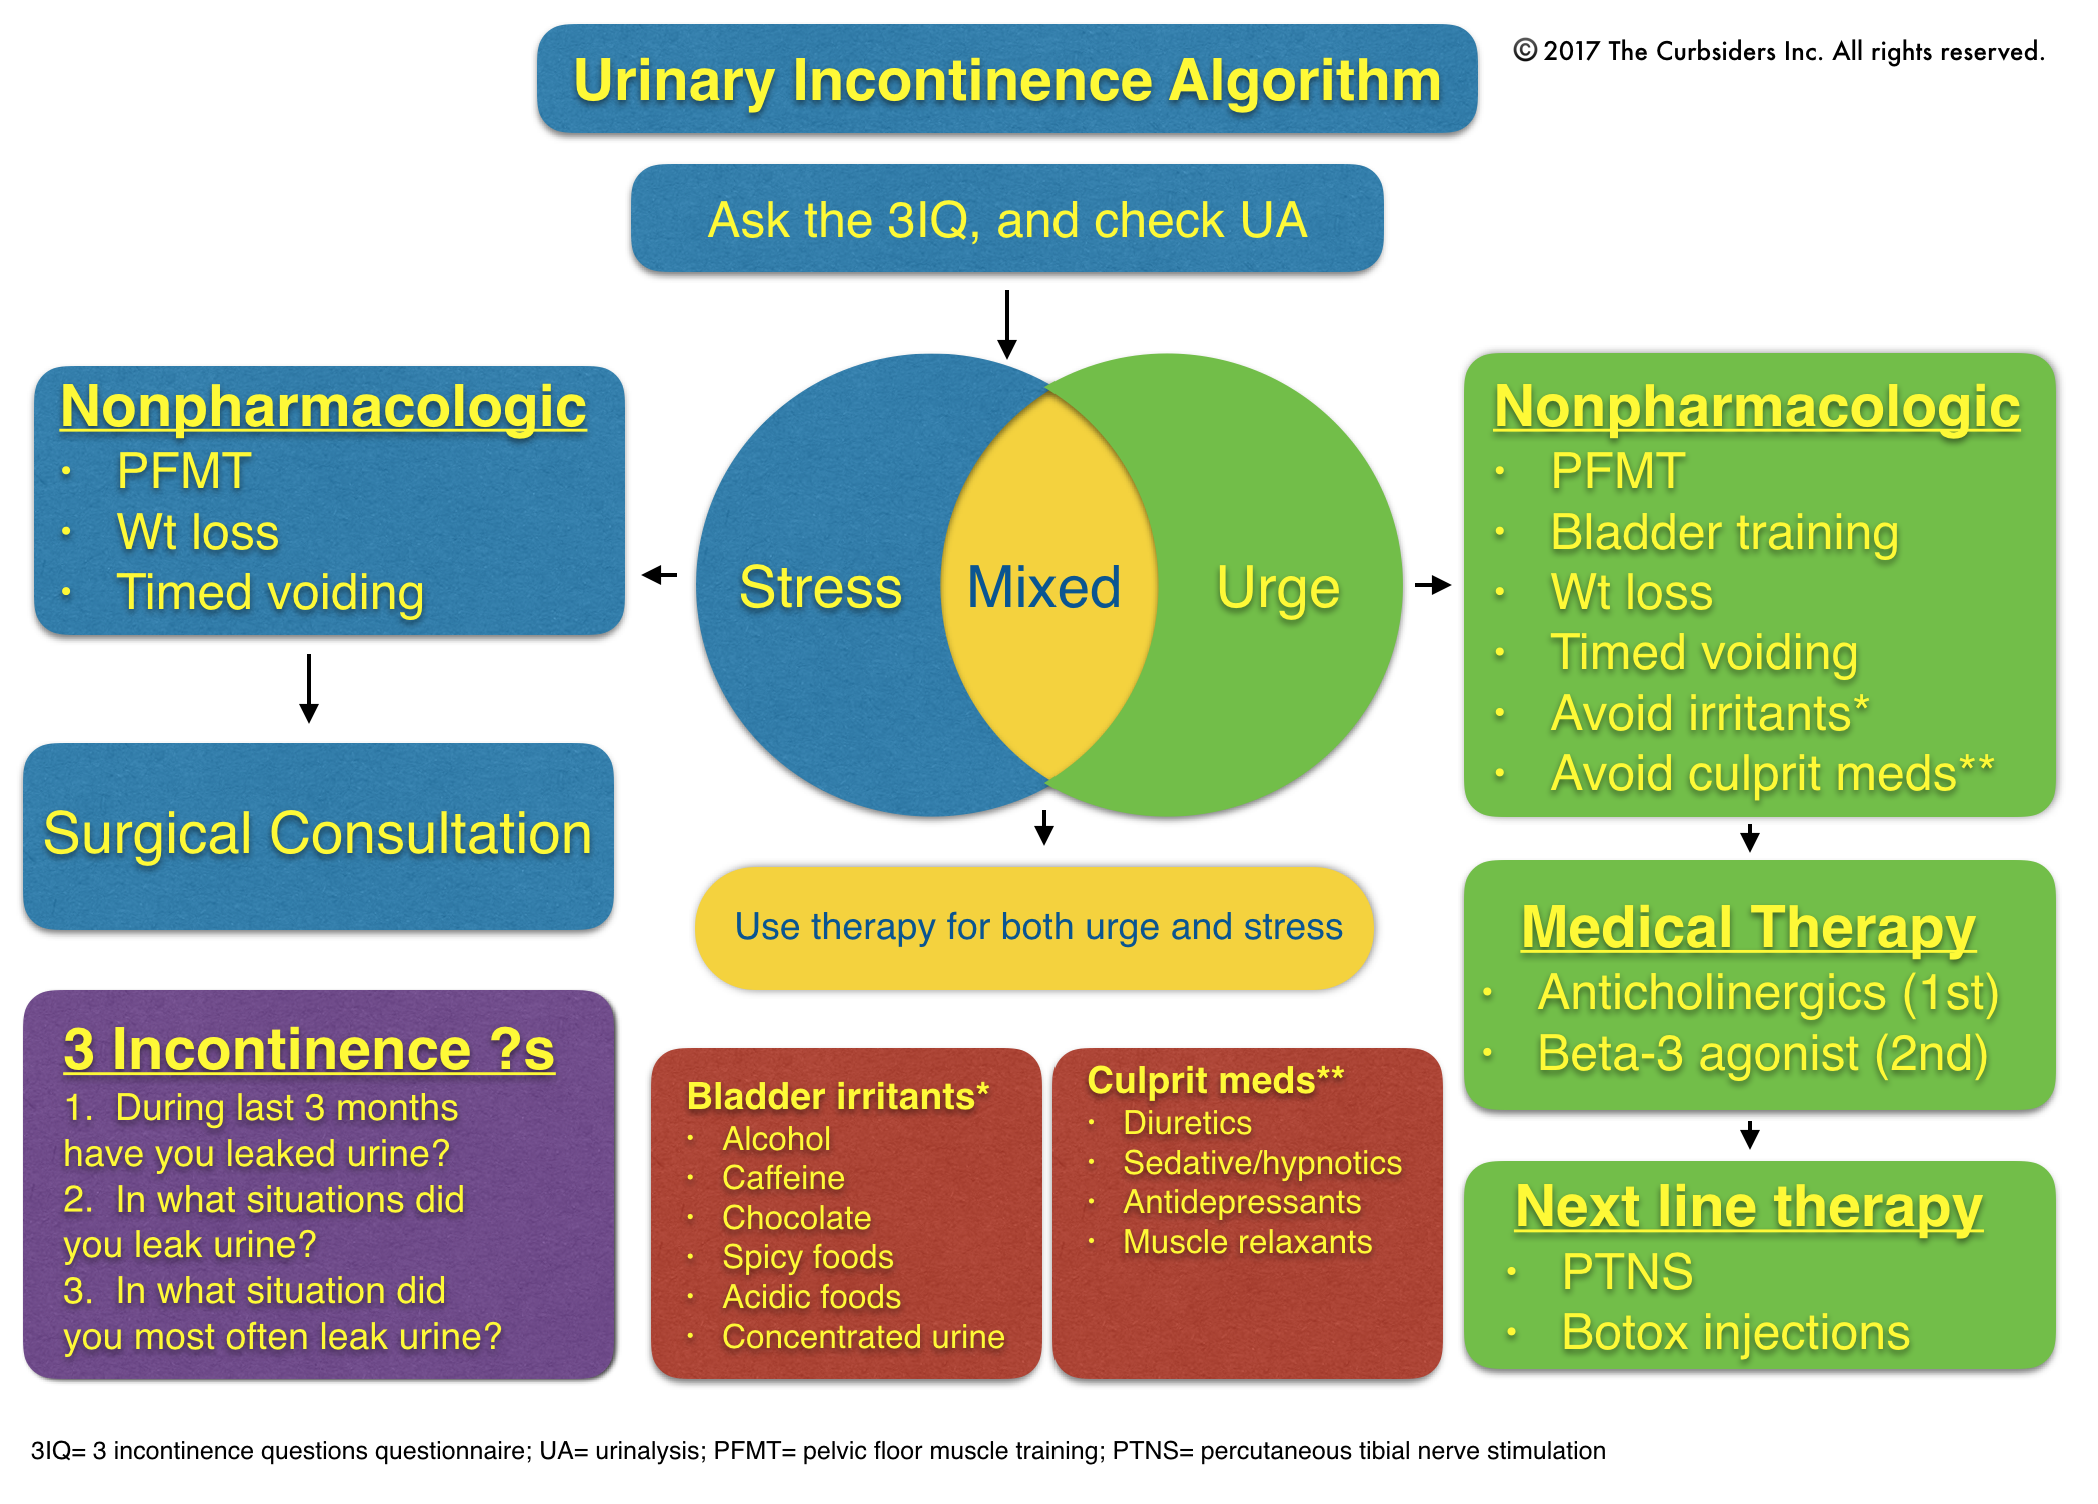 Urinary Incontinence Algorithm
© 2017 The Curbsiders Inc. All rights reserved.
Ask the 3IQ, and check UA
Nonpharmacologic
• PFMT
• Wt loss
• Timed voiding
Surgical Consultation
Stress
Mixed
Urge
Use therapy for both urge and stress
Nonpharmacologic
• PFMT
• Bladder training
• Wt loss
• Timed voiding
• Avoid irritants*
• Avoid culprit meds**
Medical Therapy
• Anticholinergics (1st)
• Beta-3 agonist (2nd)
Next line therapy
• PTNS
• Botox injections
3 Incontinence ?s
1. During last 3 months
have you leaked urine?
2. In what situations did
you leak urine?
3. In what situation did
you most often leak urine?
Bladder irritants*
• Alcohol
• Caffeine
• Chocolate
• Spicy foods
• Acidic foods
• Concentrated urine
Culprit meds**
• Diuretics
• Sedative/hypnotics
• Antidepressants
• Muscle relaxants
3IQ= 3 incontinence questions questionnaire; UA= urinalysis; PFMT= pelvic floor muscle training; PTNS= percutaneous tibial nerve stimulation